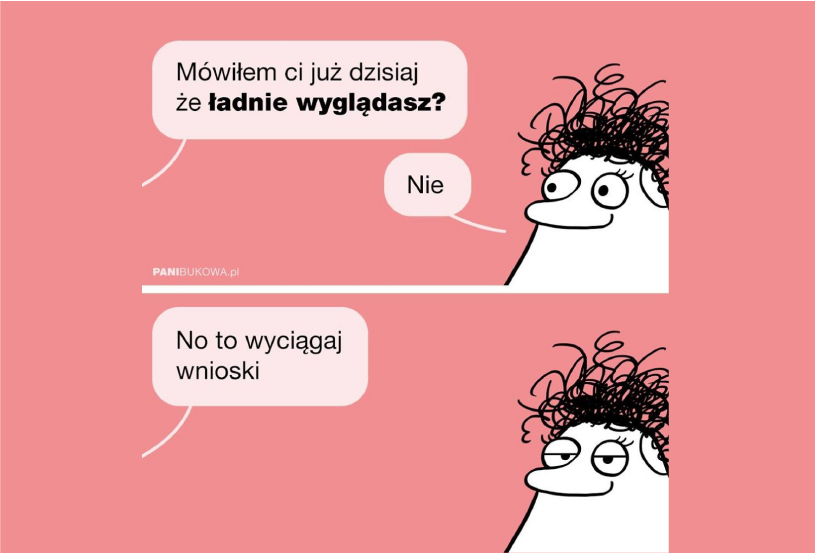 Mówiłem ci już dzisiaj
że ładnie wyglądasz?
Nie
PANIBUKOWA.pl
No to wyciągaj
wnioski